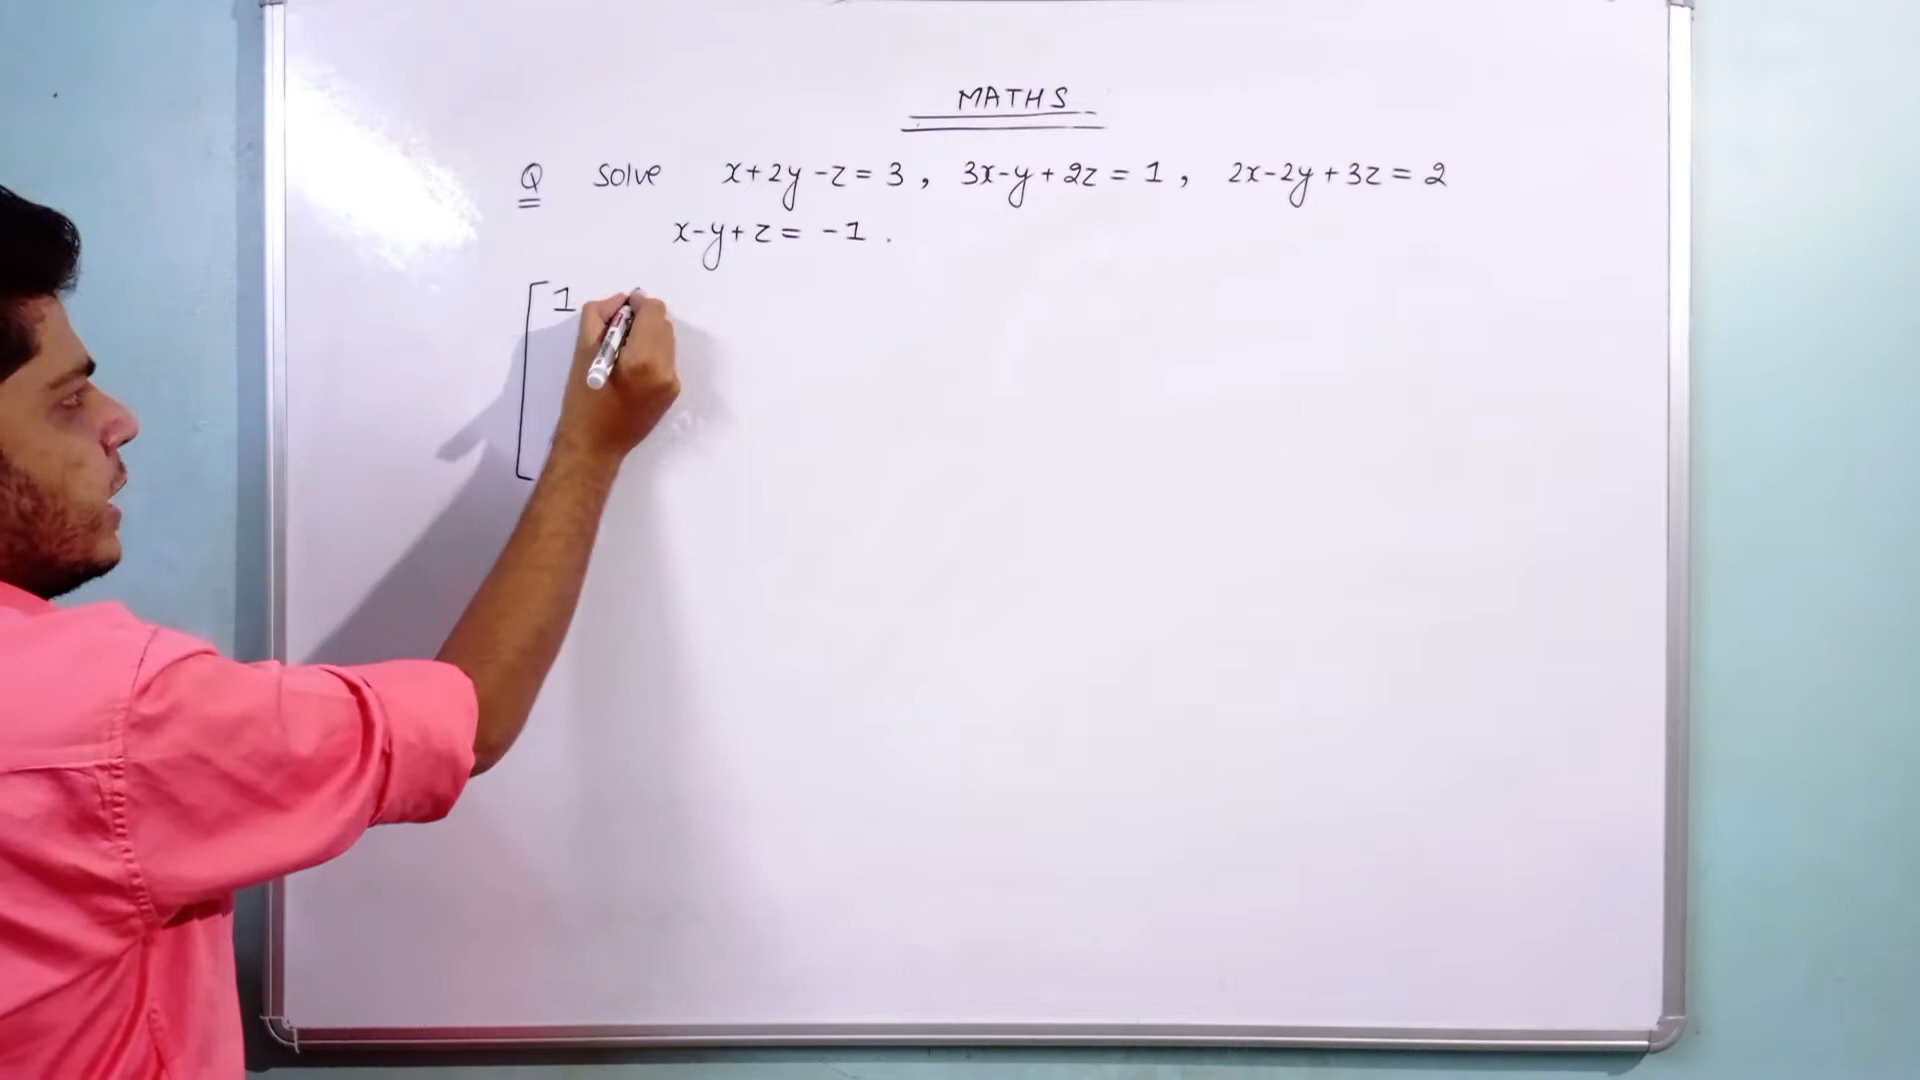 MATHS
Q Solve x+2y-z=3, 3x-y+2z=1, 2x-2y+3z=2
x-y+z=-1.
[1